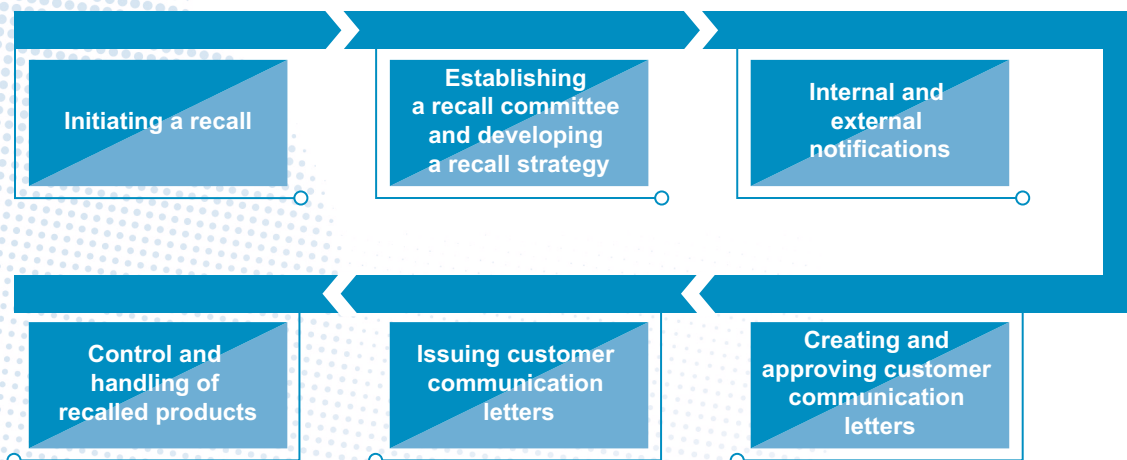 Initiating a recall
Establishing
a recall committee
and developing
a recall strategy
Internal and
external
notifications
Creating and
approving customer
communication
letters
Issuing customer
communication
letters
Control and
handling of
recalled products